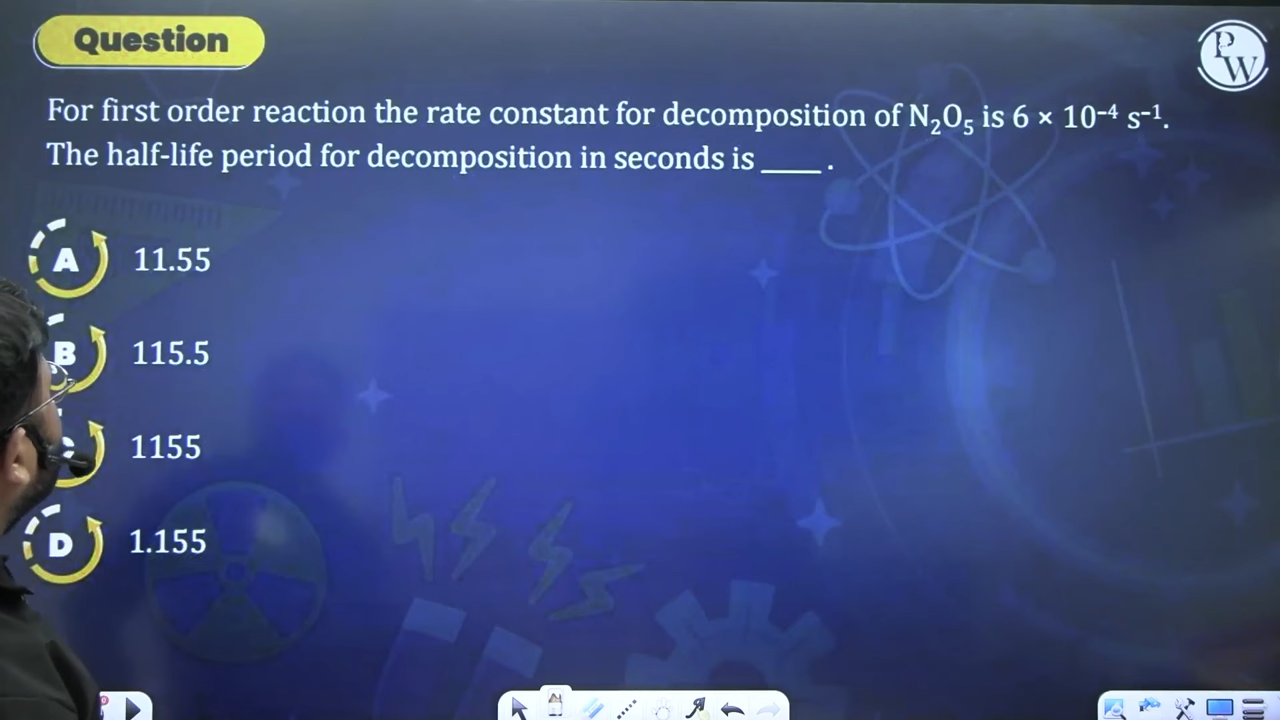 Question
PW
For first order reaction the rate constant for decomposition of N₂O₅ is 6 × 10⁻⁴ s⁻¹.
The half-life period for decomposition in seconds is ____ .
A 11.55
B 115.5
1155
D 1.155